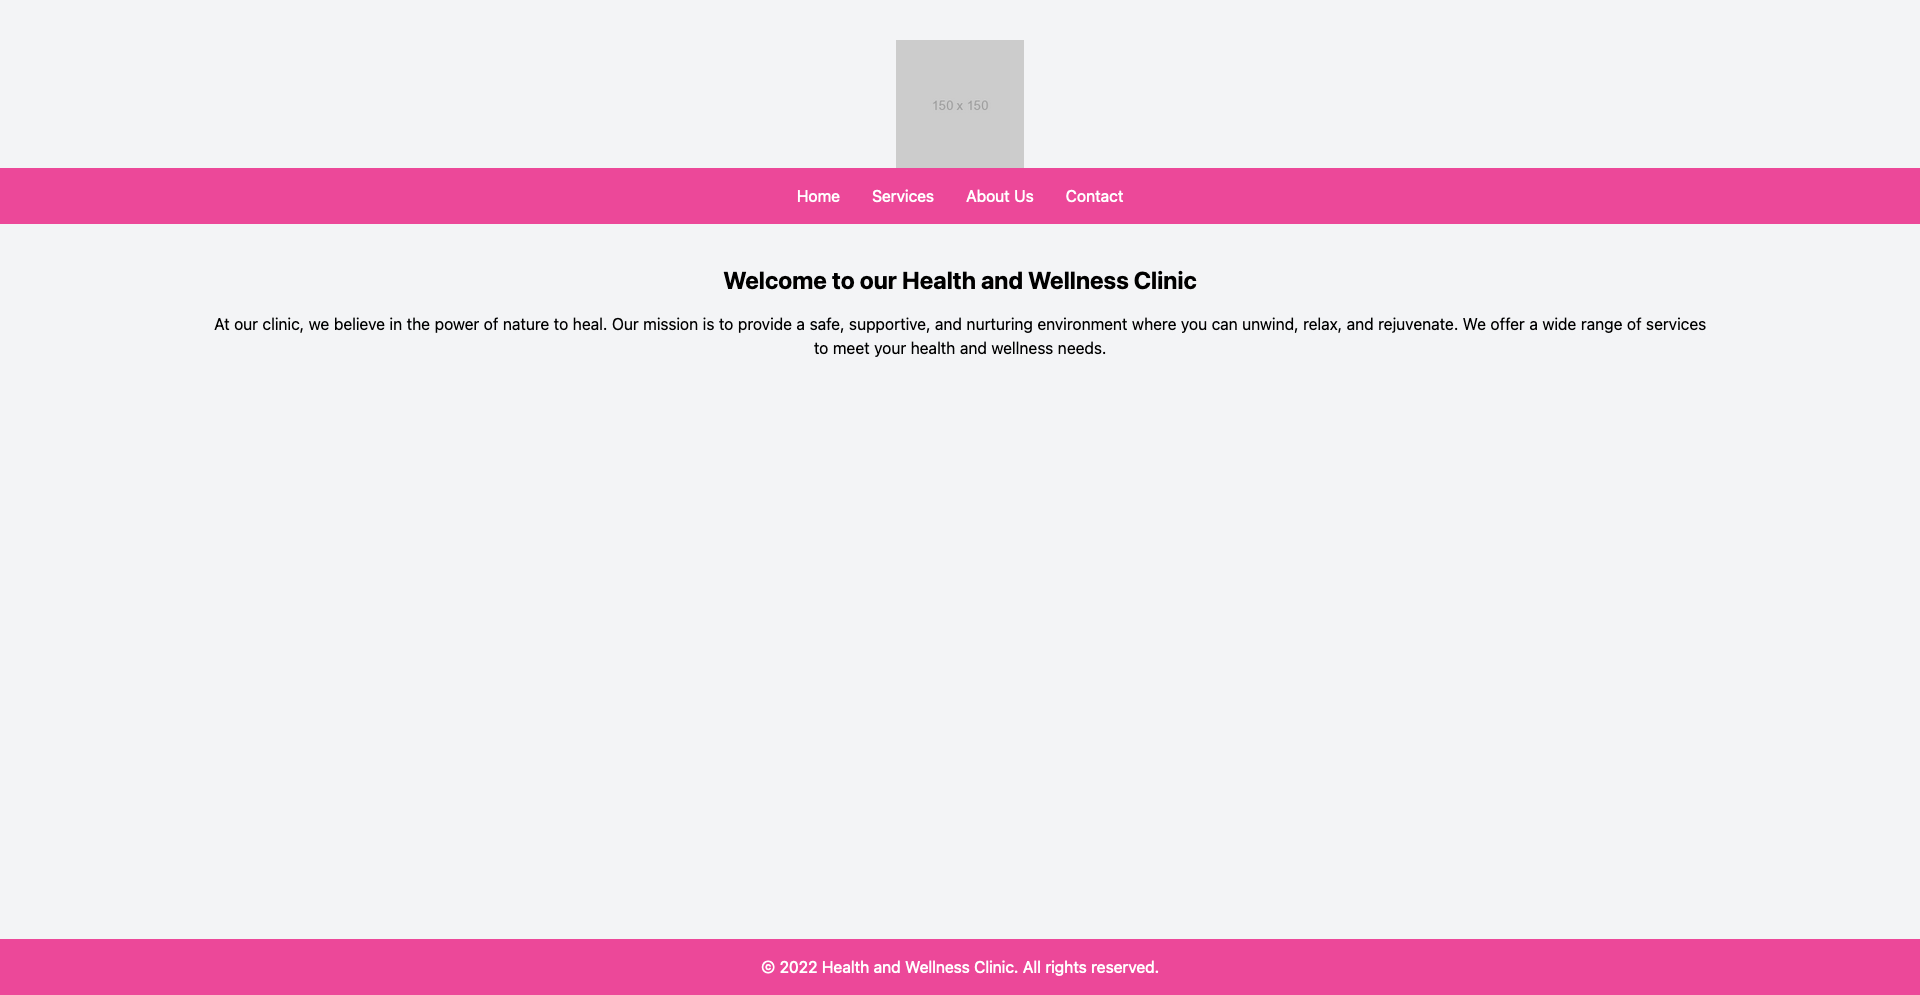 150 x 150
Home Services About Us Contact
Welcome to our Health and Wellness Clinic
At our clinic, we believe in the power of nature to heal. Our mission is to provide a safe, supportive, and nurturing environment where you can unwind, relax, and rejuvenate. We offer a wide range of services
to meet your health and wellness needs.
© 2022 Health and Wellness Clinic. All rights reserved.